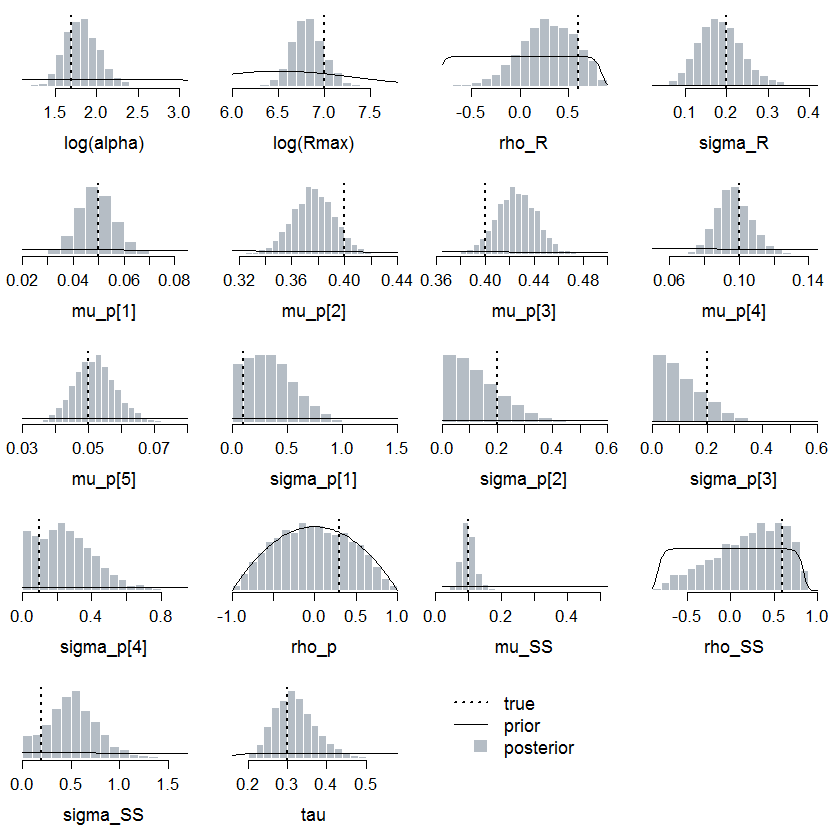 1.5 2.0 2.5 3.0
log(alpha)
6.0 6.5 7.0 7.5
log(Rmax)
-0.5 0.0 0.5
rho_R
0.1 0.2 0.3 0.4
sigma_R
0.02 0.04 0.06 0.08
mu_p[1]
0.32 0.36 0.40 0.44
mu_p[2]
0.36 0.40 0.44 0.48
mu_p[3]
0.06 0.10 0.14
mu_p[4]
0.03 0.05 0.07
mu_p[5]
0.0 0.5 1.0 1.5
sigma_p[1]
0.0 0.2 0.4 0.6
sigma_p[2]
0.0 0.2 0.4 0.6
sigma_p[3]
0.0 0.4 0.8
sigma_p[4]
-1.0 0.0 1.0
rho_p
0.0 0.2 0.4
mu_SS
-0.5 0.0 0.5 1.0
rho_SS
0.0 0.5 1.0 1.5
sigma_SS
0.2 0.3 0.4 0.5
tau
true
prior
posterior